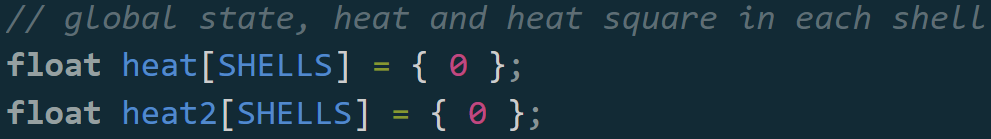 // global state, heat and heat square in each shell
float heat[SHELLS] = { 0 };
float heat2[SHELLS] = { 0 };